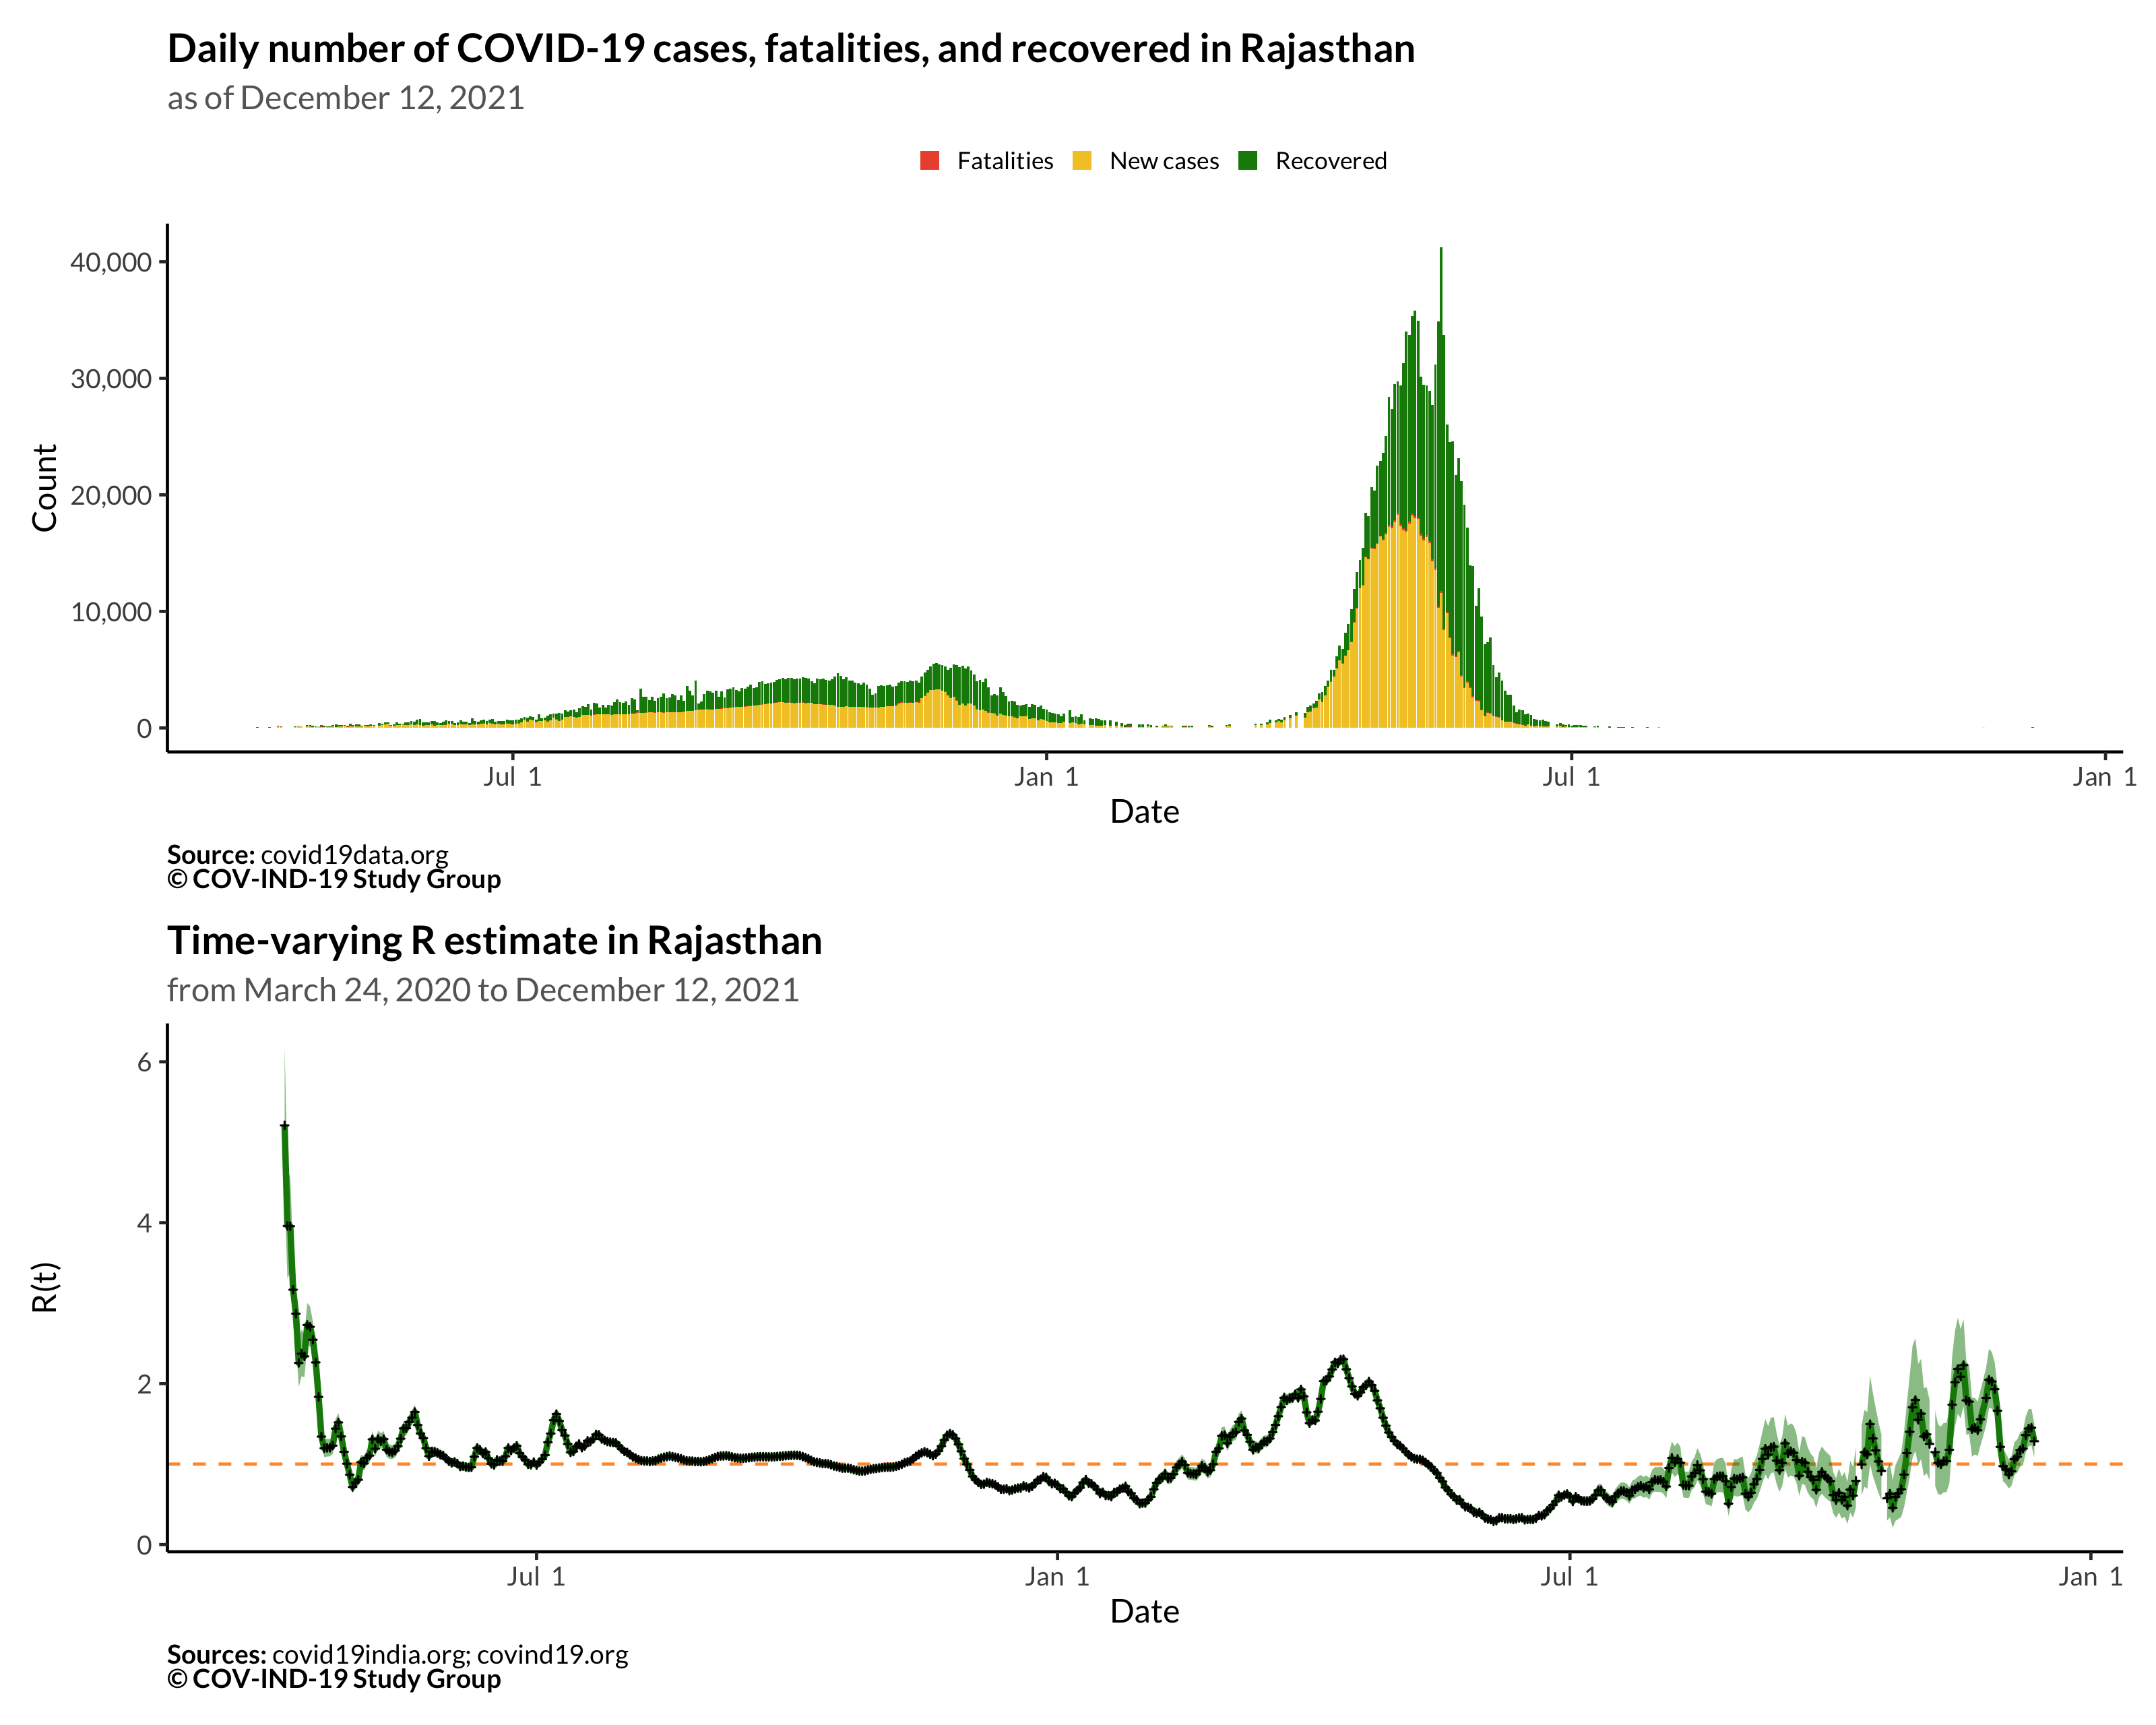 Daily number of COVID-19 cases, fatalities, and recovered in Rajasthan
as of December 12, 2021
Fatalities New cases Recovered
Count
40,000
30,000
20,000
10,000
0
Jul 1 Jan 1 Jul 1 Jan 1
Date
Source: covid19data.org
© COV-IND-19 Study Group
Time-varying R estimate in Rajasthan
from March 24, 2020 to December 12, 2021
R(t)
6
4
2
0
Jul 1 Jan 1 Jul 1 Jan 1
Date
Sources: covid19india.org; covind19.org
© COV-IND-19 Study Group